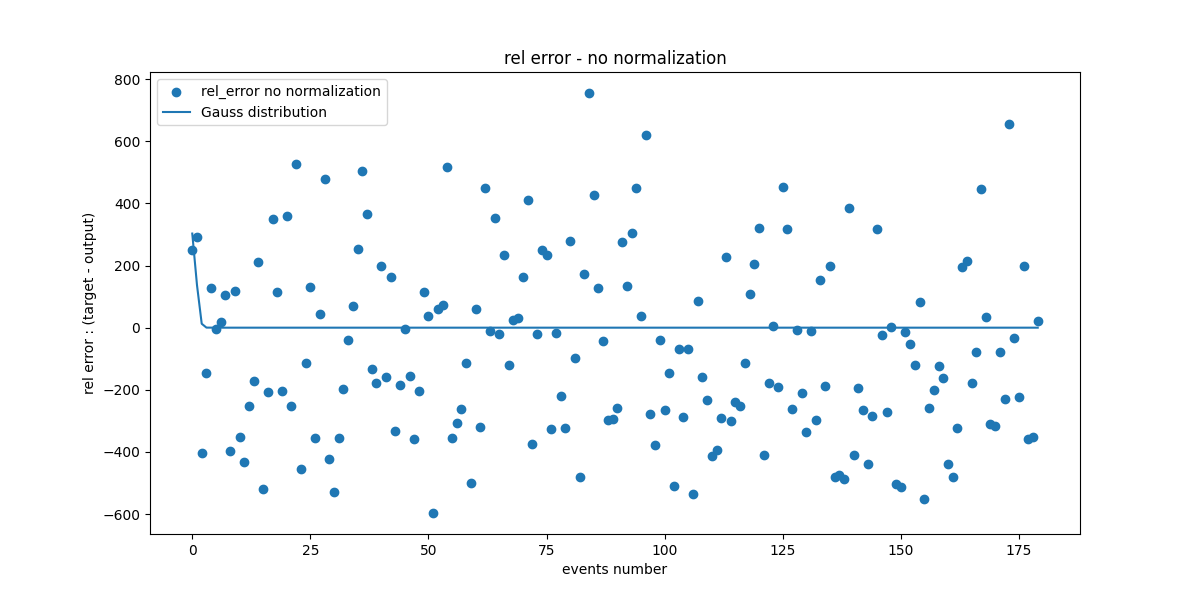 rel error - no normalization
rel_error no normalization
Gauss distribution
800
600
400
200
0
−200
−400
−600
rel error : (target - output)
0 25 50 75 100 125 150 175
events number